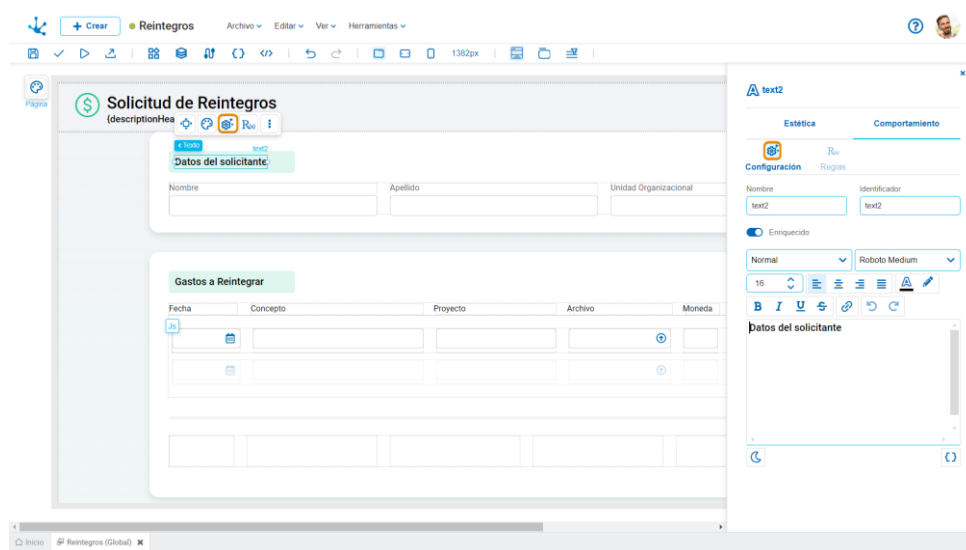 Crear
Reintegros
Archivo
Editar
Ver
Herramientas
1382px
Página
Solicitud de Reintegros
{descriptionHea
Texto
text2
Datos del solicitante
Nombre
Apellido
Unidad Organizacional
Gastos a Reintegrar
Fecha
Concepto
Proyecto
Archivo
Moneda
Js
text2
Estética
Comportamiento
Configuración
Reglas
Nombre
Identificador
text2
text2
Enriquecido
Normal
Roboto Medium
16
B I U S
Datos del solicitante
Inicio
Reintegros (Global)